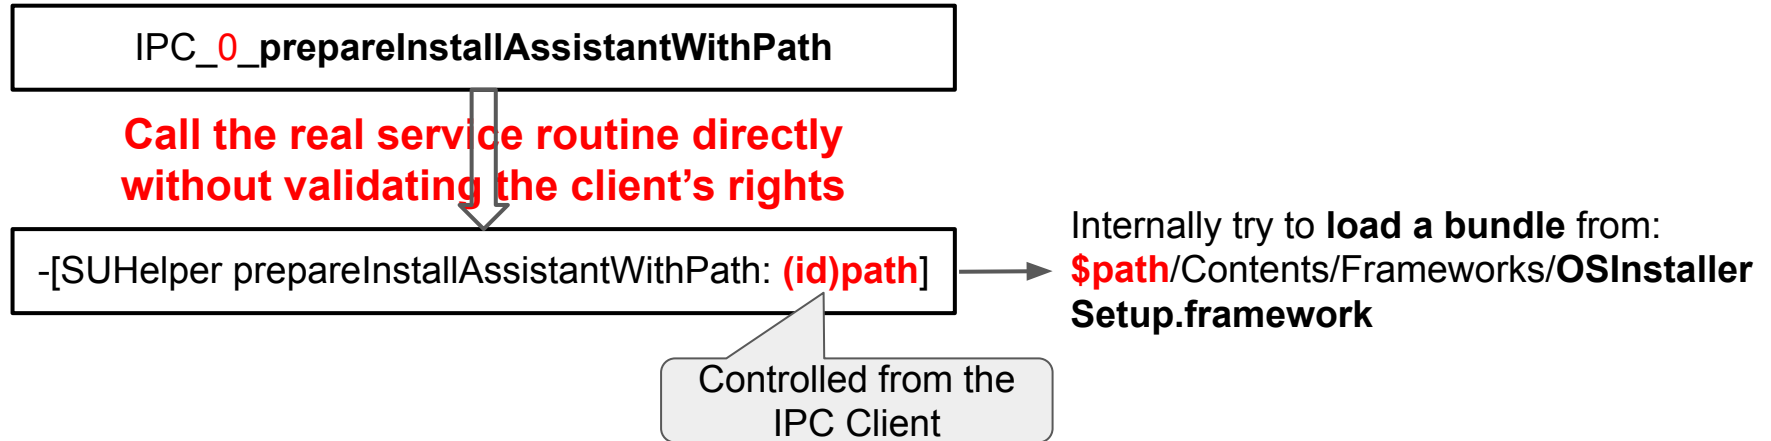 IPC_0_prepareInstallAssistantWithPath
Call the real service routine directly
without validating the client's rights
-[SUHelper prepareInstallAssistantWithPath: (id)path]
Internally try to load a bundle from:
$path/Contents/Frameworks/OSInstaller
Setup.framework
Controlled from the
IPC Client